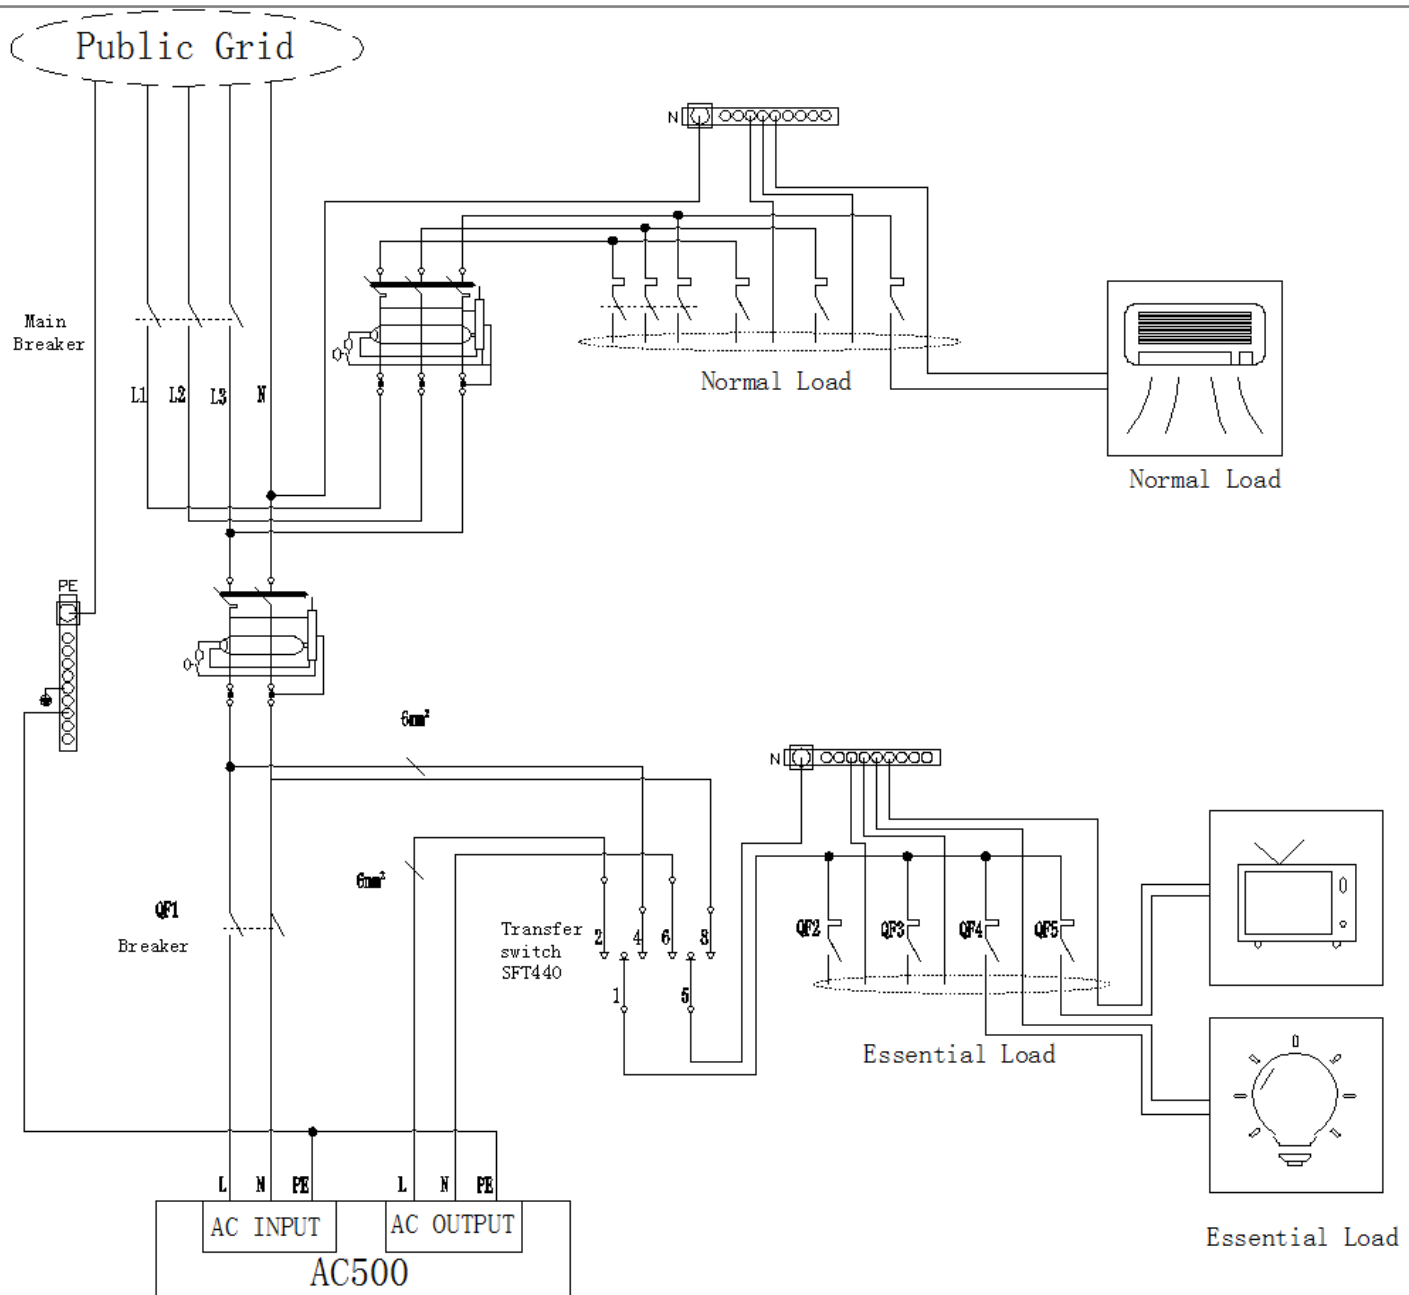 Public Grid
N
Main
Breaker
L1
L2
L3
N
Normal Load
Normal Load
PE
6mm²
N
6mm²
QF1
Breaker
Transfer
switch
SFT440
2
4
6
8
1
5
QF2
QF3
QF4
QF5
Essential Load
L
N
PE
L
N
PE
AC INPUT
AC OUTPUT
AC500
Essential Load